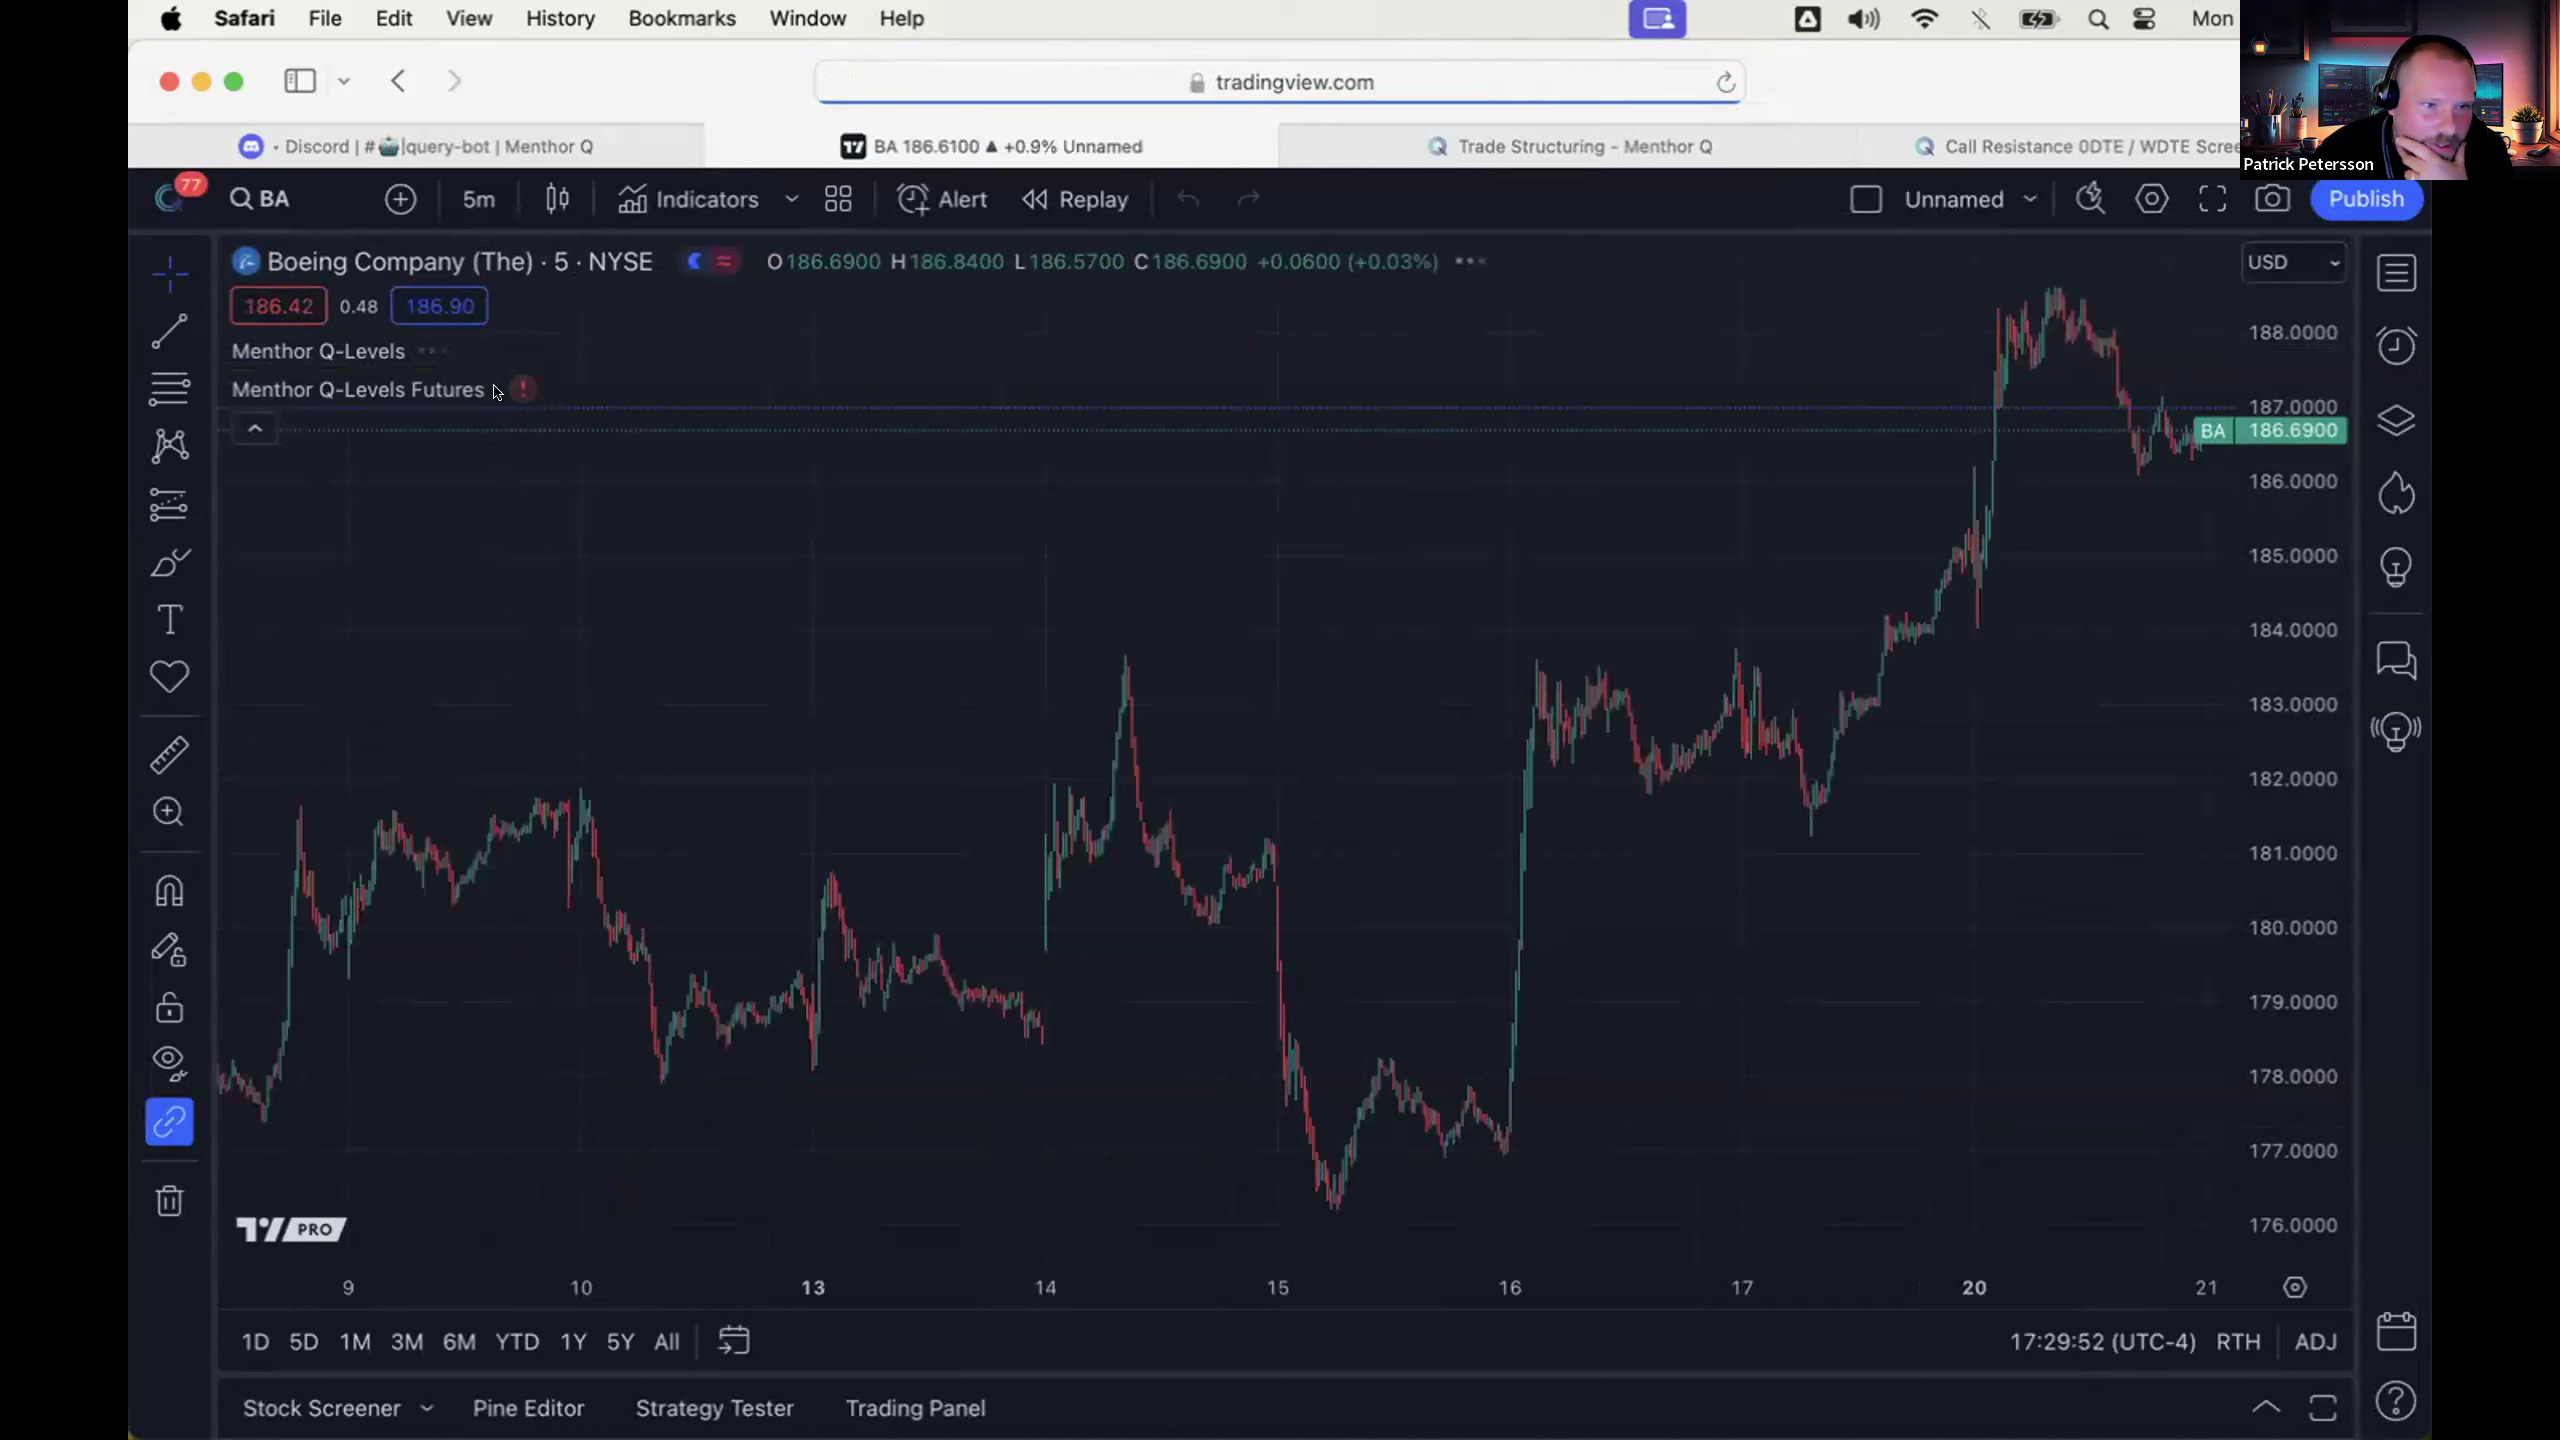 Safari File Edit View History Bookmarks Window Help Mon
tradingview.com
· Discord | #🤖|query-bot | Menthor Q
BA 186.6100 ▲ +0.9% Unnamed
Trade Structuring - Menthor Q
Call Resistance 0DTE / WDTE Scree
Patrick Petersson
77
BA
5m
Indicators
Alert
Replay
Unnamed
Publish
Boeing Company (The) · 5 · NYSE
O186.6900 H186.8400 L186.5700 C186.6900 +0.0600 (+0.03%)
USD
186.42 0.48 186.90
Menthor Q-Levels
Menthor Q-Levels Futures !
188.0000
187.0000
BA 186.6900
186.0000
185.0000
184.0000
183.0000
182.0000
181.0000
180.0000
179.0000
178.0000
177.0000
176.0000
PRO
9 10 13 14 15 16 17 20 21
1D 5D 1M 3M 6M YTD 1Y 5Y All
17:29:52 (UTC-4) RTH ADJ
Stock Screener Pine Editor Strategy Tester Trading Panel